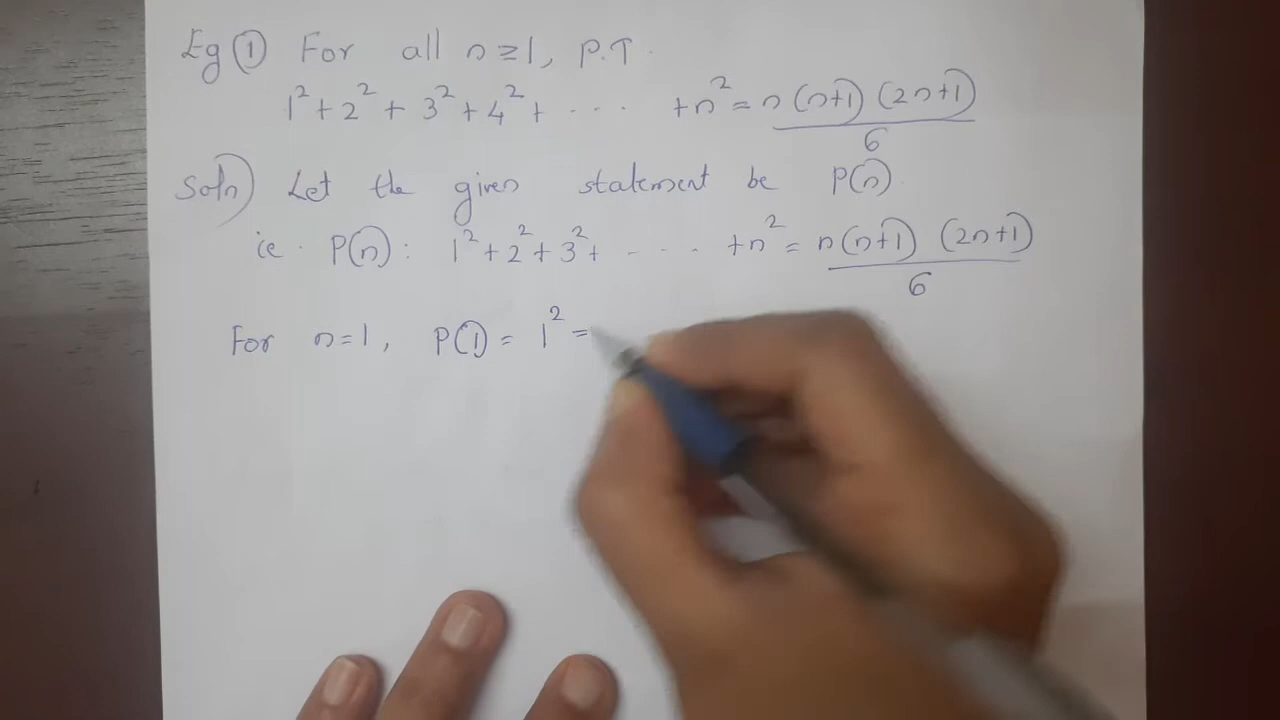 Eg ① For all n ≥ 1, P.T.
1² + 2² + 3² + 4² + . . . . + n² = n(n+1)(2n+1)/6
Soln) Let the given statement be P(n).
ie. P(n): 1² + 2² + 3² + - - - . + n² = n(n+1)(2n+1)/6
For n=1, P(1) = 1² =